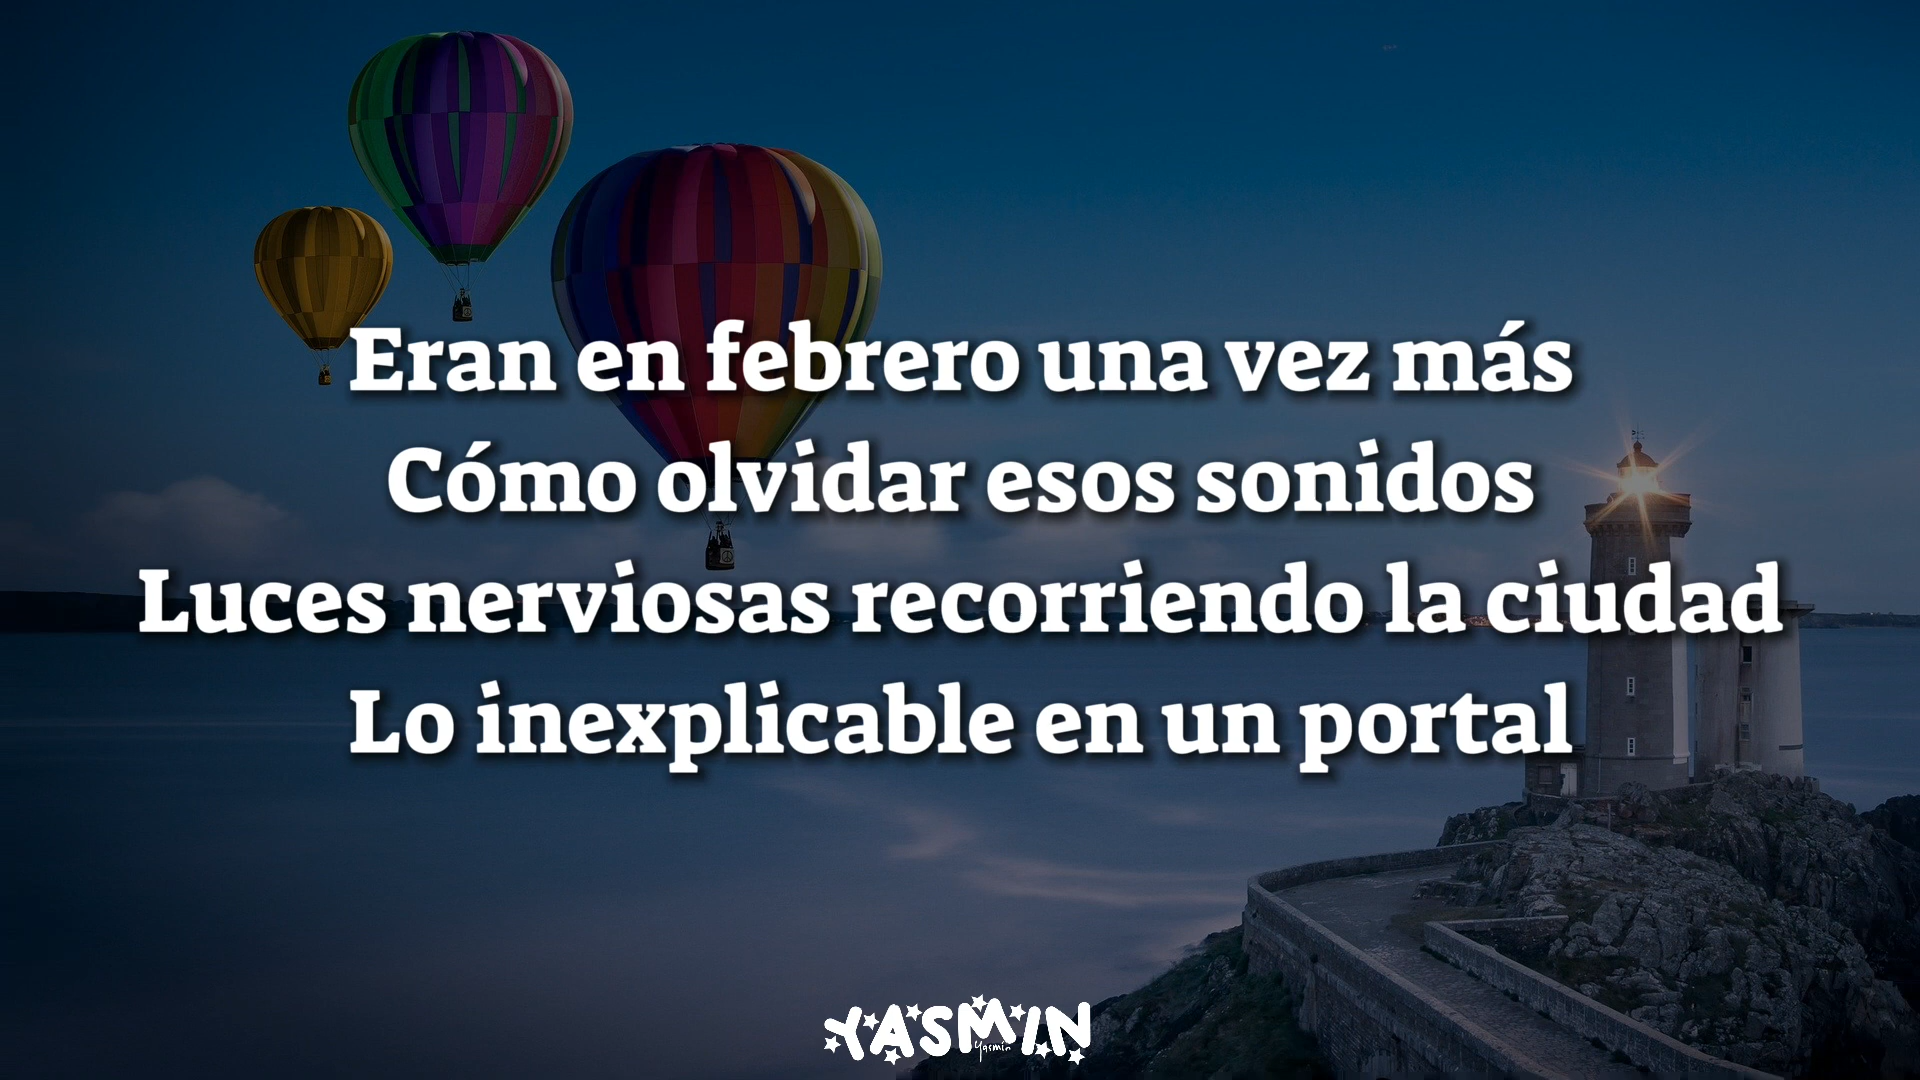 Eran en febrero una vez más
Cómo olvidar esos sonidos
Luces nerviosas recorriendo la ciudad
Lo inexplicable en un portal
YASMIN
Yasmin